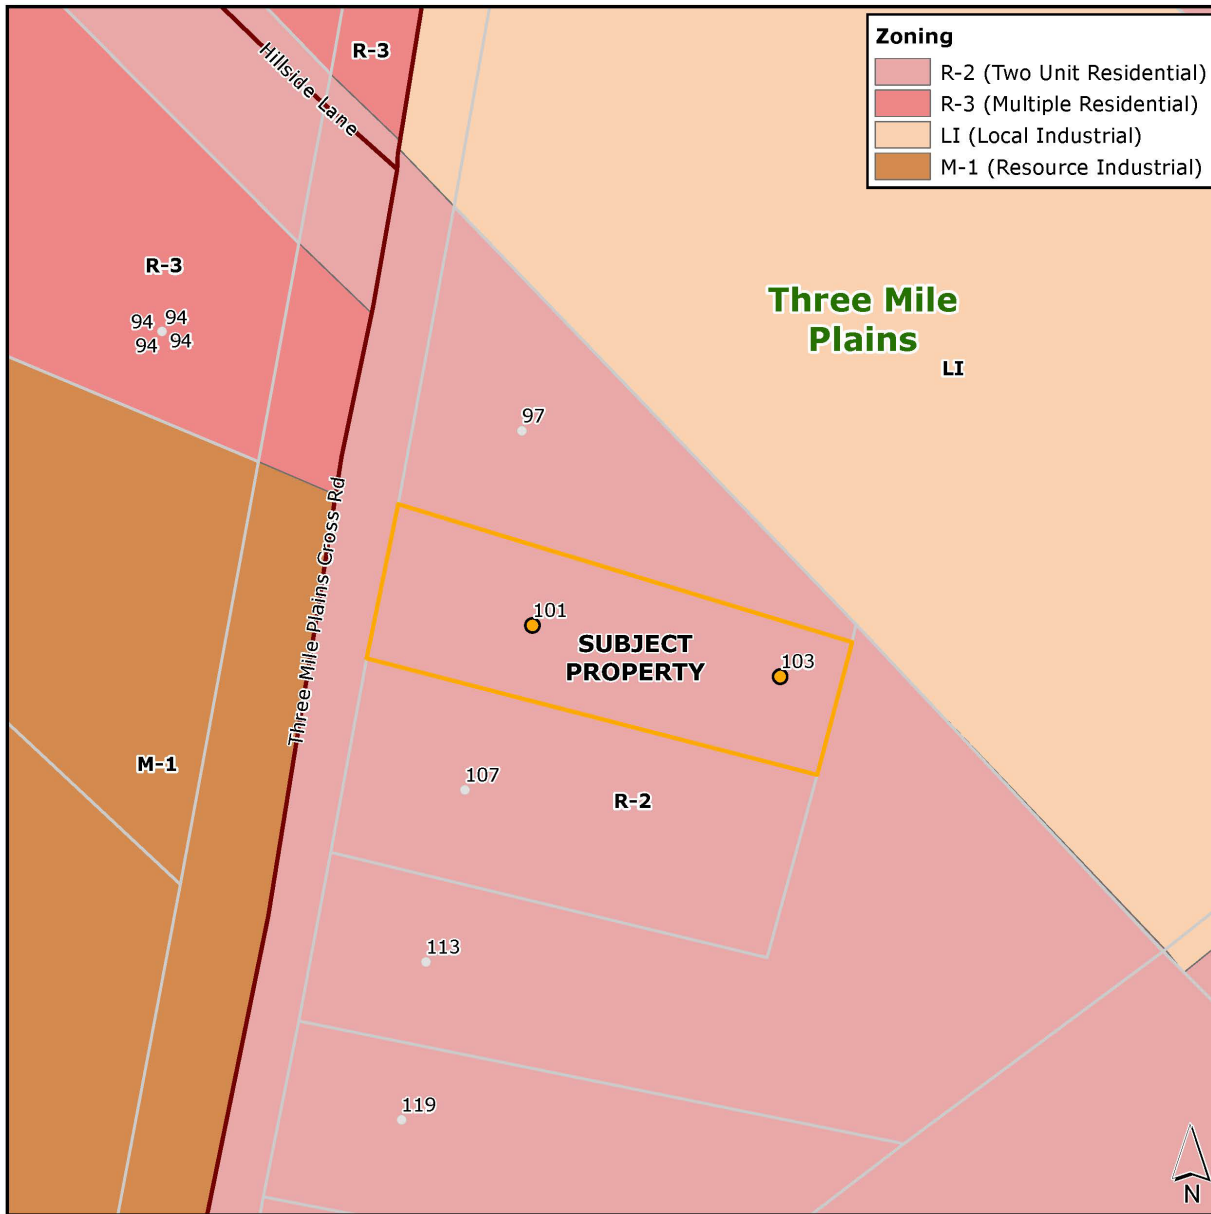 Zoning
R-2 (Two Unit Residential)
R-3 (Multiple Residential)
LI (Local Industrial)
M-1 (Resource Industrial)
R-3
Hillside Lane
R-3
94 94
94 94
Three Mile
Plains
LI
97
Three Mile Plains Cross Rd
101
SUBJECT
PROPERTY
103
M-1
107
R-2
113
119
N